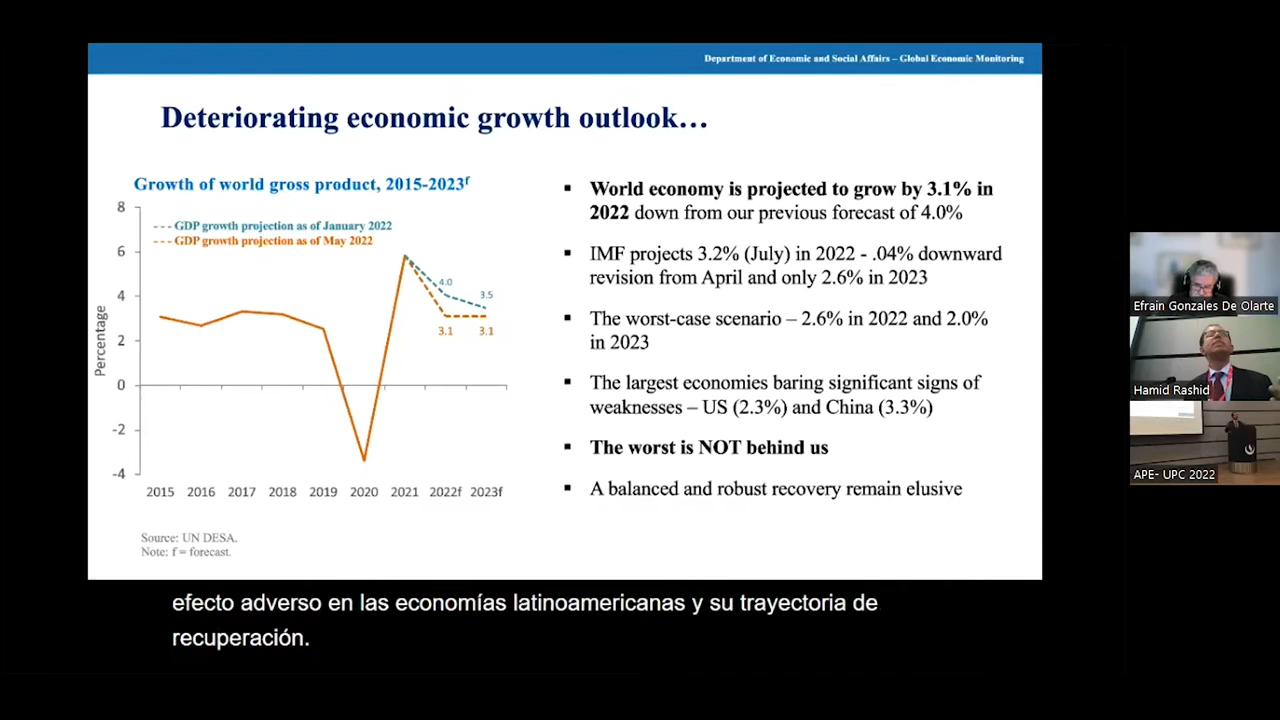 Department of Economic and Social Affairs – Global Economic Monitoring
Deteriorating economic growth outlook…
Growth of world gross product, 2015-2023ᶠ
8
6
4
2
0
-2
-4
Percentage
GDP growth projection as of January 2022
GDP growth projection as of May 2022
4.0
3.5
3.1
3.1
2015 2016 2017 2018 2019 2020 2021 2022f 2023f
Source: UN DESA.
Note: f = forecast.
▪ World economy is projected to grow by 3.1% in
2022 down from our previous forecast of 4.0%
▪ IMF projects 3.2% (July) in 2022 - .04% downward
revision from April and only 2.6% in 2023
▪ The worst-case scenario – 2.6% in 2022 and 2.0%
in 2023
▪ The largest economies baring significant signs of
weaknesses – US (2.3%) and China (3.3%)
▪ The worst is NOT behind us
▪ A balanced and robust recovery remain elusive
Efrain Gonzales De Olarte
Hamid Rashid
APE- UPC 2022
efecto adverso en las economías latinoamericanas y su trayectoria de
recuperación.